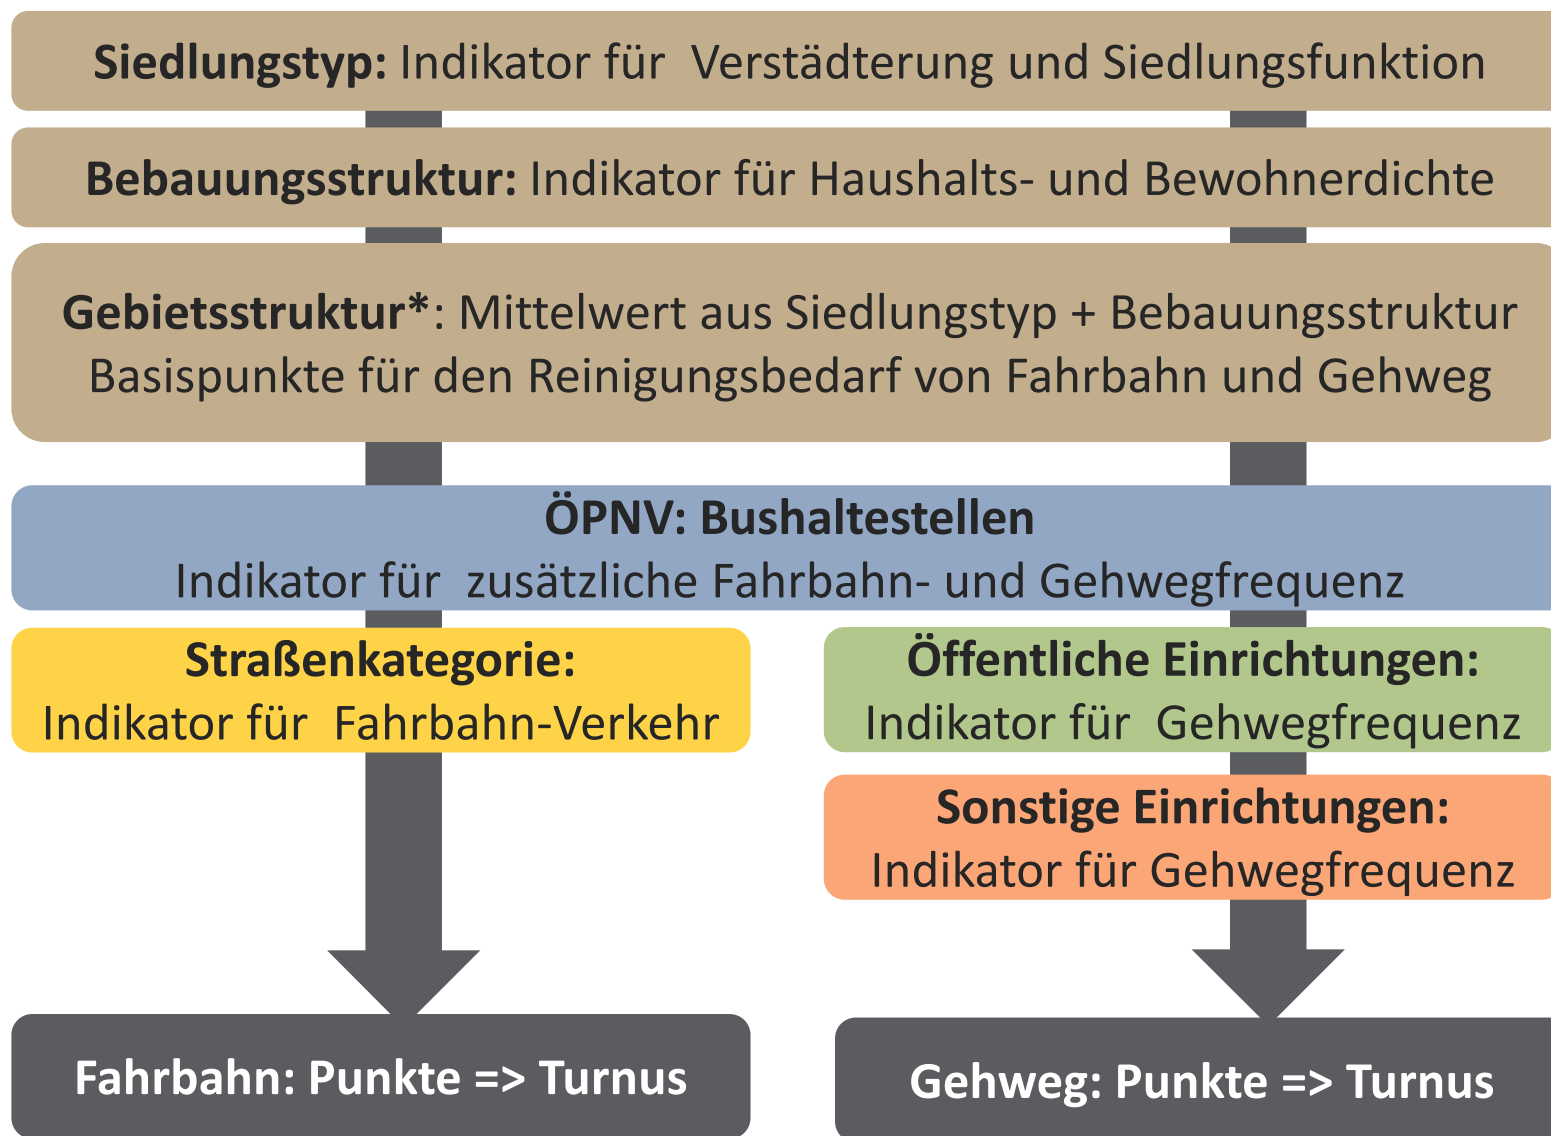 Siedlungstyp: Indikator für Verstädterung und Siedlungsfunktion
Bebauungsstruktur: Indikator für Haushalts- und Bewohnerdichte
Gebietsstruktur*: Mittelwert aus Siedlungstyp + Bebauungsstruktur
Basispunkte für den Reinigungsbedarf von Fahrbahn und Gehweg
ÖPNV: Bushaltestellen
Indikator für zusätzliche Fahrbahn- und Gehwegfrequenz
Straßenkategorie:
Indikator für Fahrbahn-Verkehr
Öffentliche Einrichtungen:
Indikator für Gehwegfrequenz
Sonstige Einrichtungen:
Indikator für Gehwegfrequenz
Fahrbahn: Punkte => Turnus
Gehweg: Punkte => Turnus